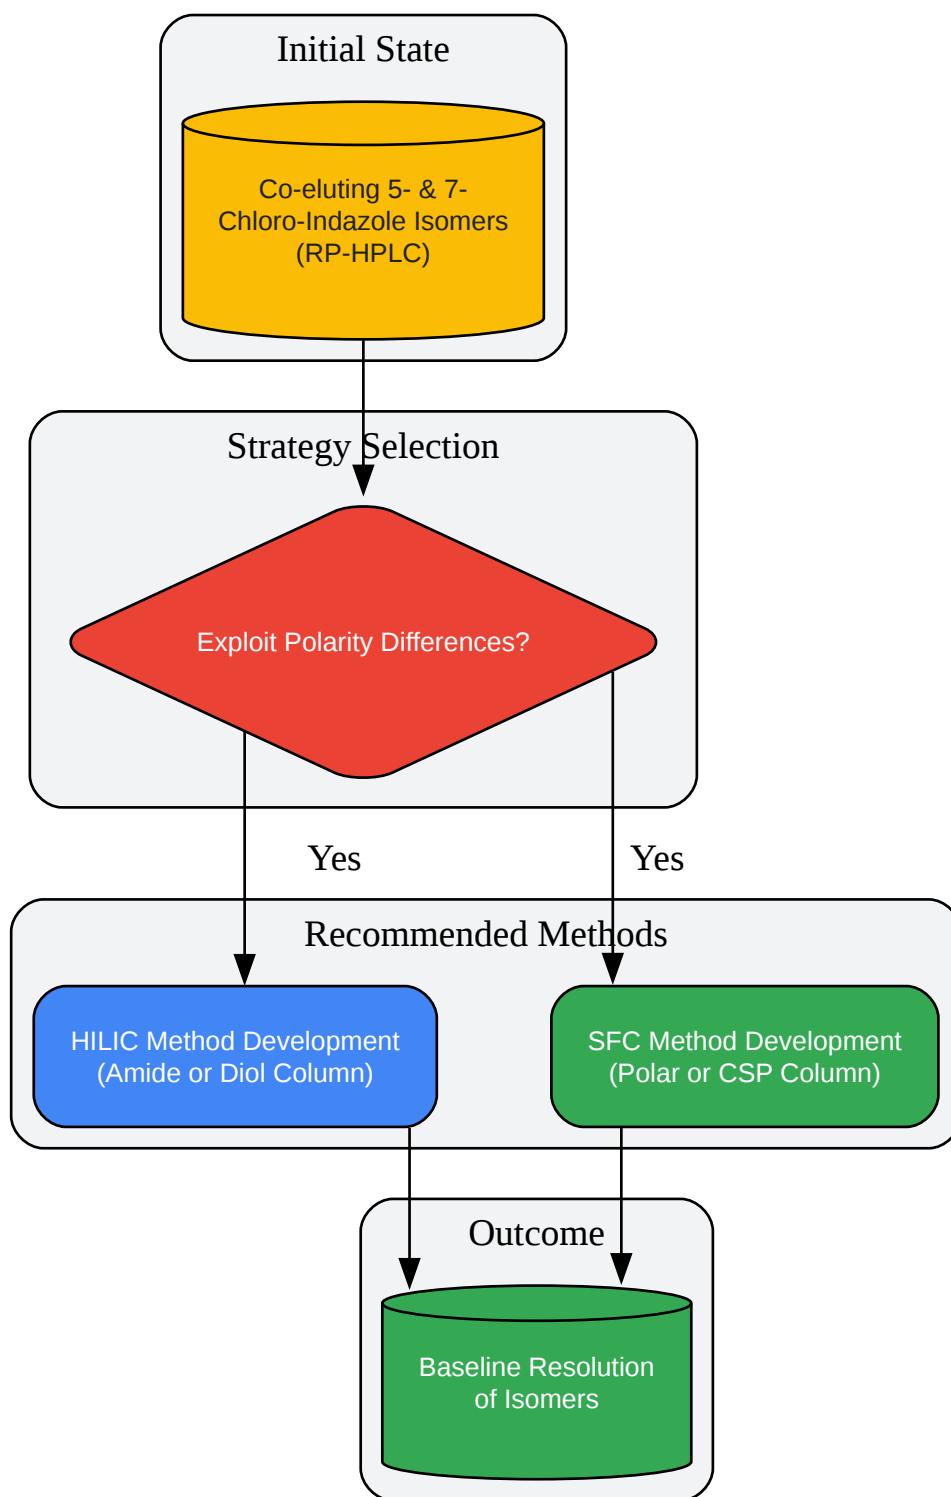 Initial State
Co-eluting 5- & 7-
Chloro-Indazole Isomers
(RP-HPLC)
Strategy Selection
Exploit Polarity Differences?
Yes
Yes
Recommended Methods
HILIC Method Development
(Amide or Diol Column)
SFC Method Development
(Polar or CSP Column)
Outcome
Baseline Resolution
of Isomers